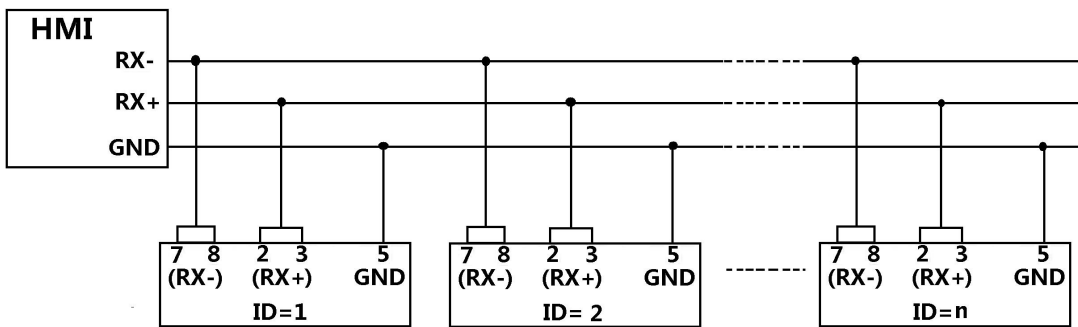 HMI
RX-
RX+
GND
7 8 2 3 5
(RX-) (RX+) GND
ID=1
7 8 2 3 5
(RX-) (RX+) GND
ID= 2
7 8 2 3 5
(RX-) (RX+) GND
ID=n